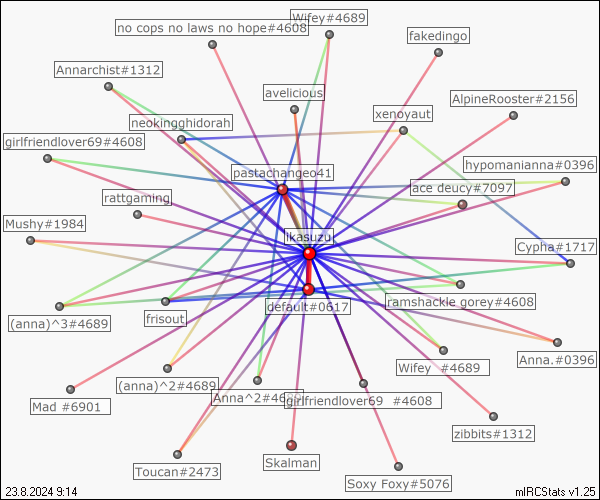 no cops no laws no hope#4608
Wifey#4689
fakedingo
Annarchist#1312
avelicious
AlpineRooster#2156
neokingghidorah
xenoyaut
girlfriendlover69#4608
pastachangeo41
hypomanianna#0396
rattgaming
ace deucy#7097
Mushy#1984
ikasuzu
Cypha#1717
(anna)^3#4689
frisout
default#0617
ramshackie gorey#4608
(anna)^2#4689
Wifey #4689
Anna.#0396
Mad #6901
Anna^2#4689
girlfriendlover69 #4608
zibbits#1312
Toucan#2473
Skalman
Soxy Foxy#5076
23.8.2024 9:14
mIRCStats v1.25